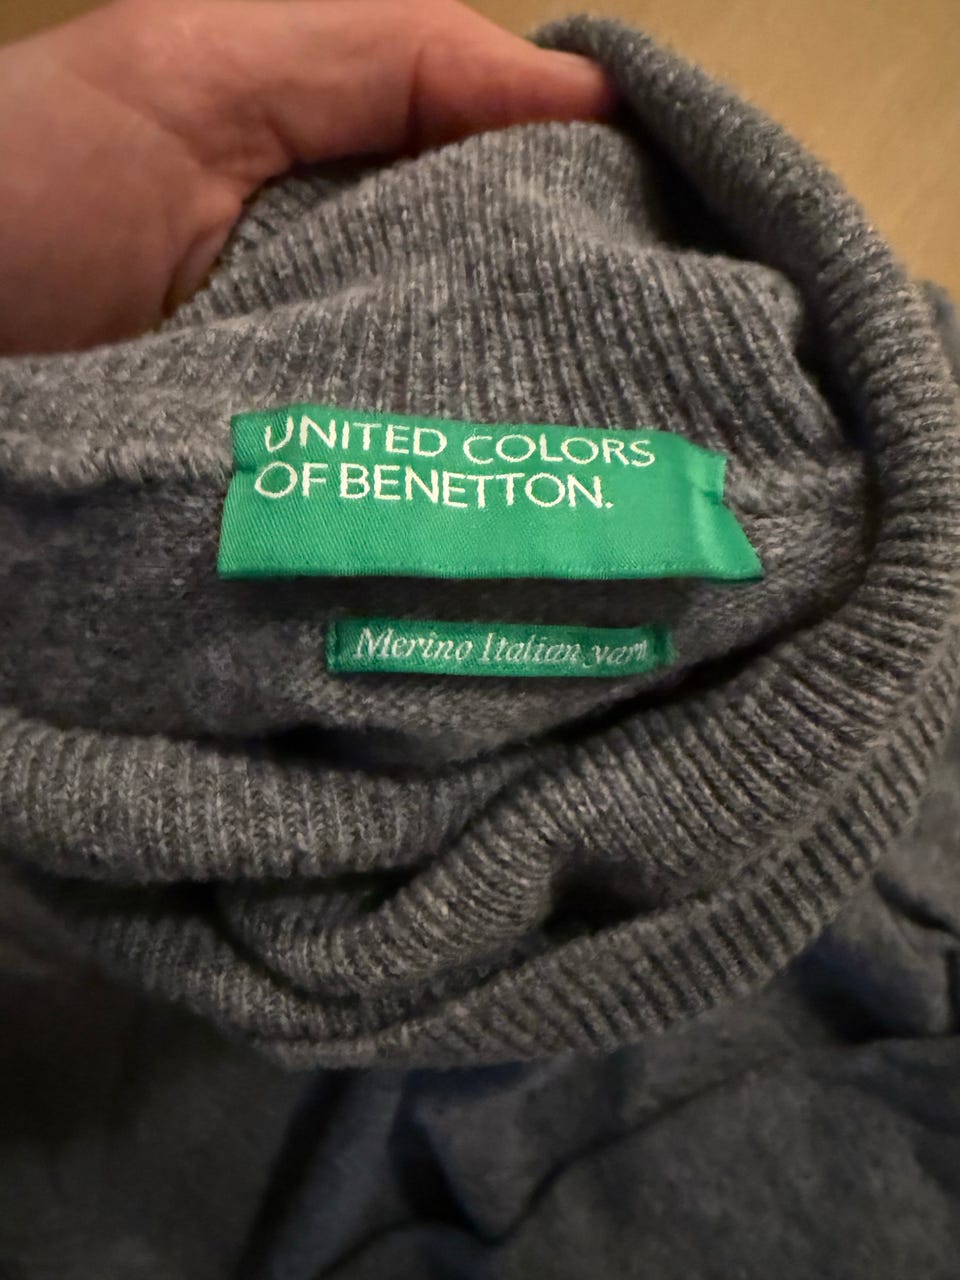 UNITED COLORS
OF BENETTON.
Merino Italian yarn